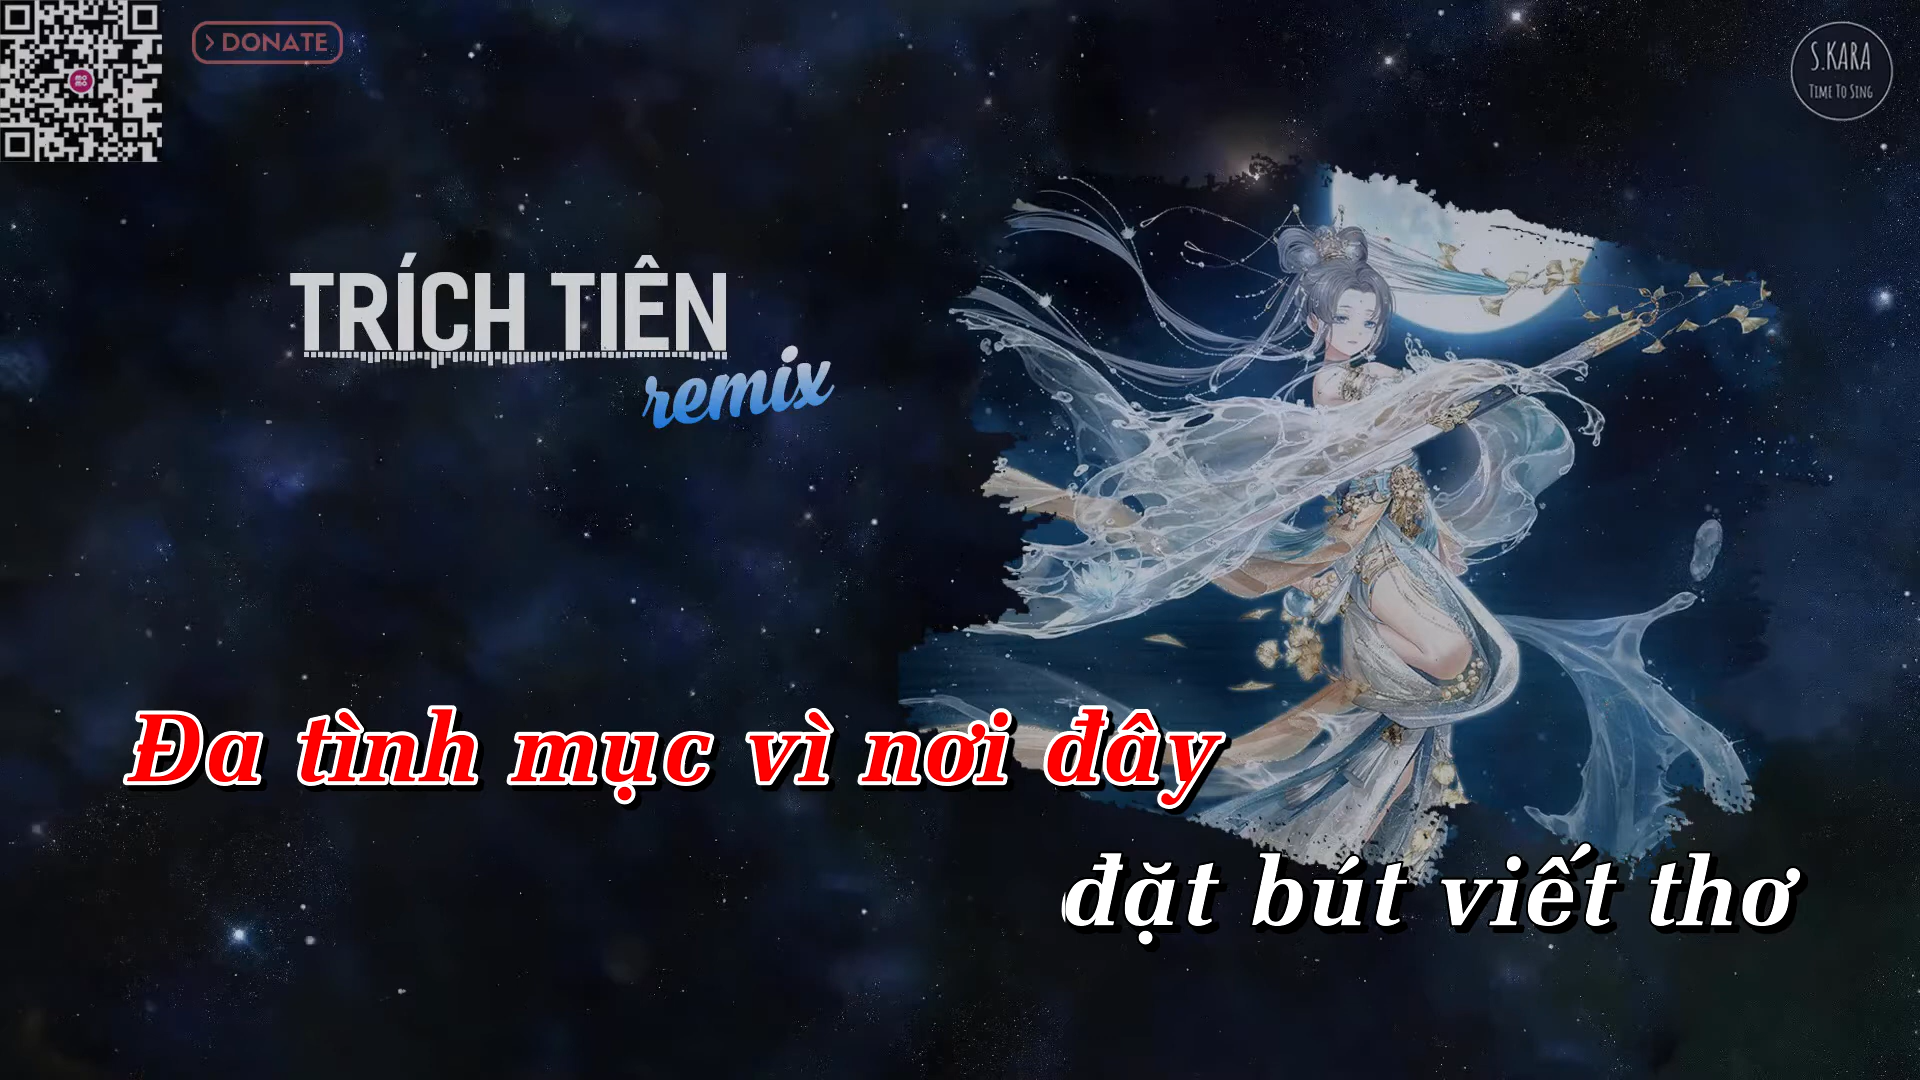 > DONATE
S.KARA
TIME TO SING
TRÍCH TIÊN
remix
Đa tình mục vì nơi đây
đặt bút viết thơ